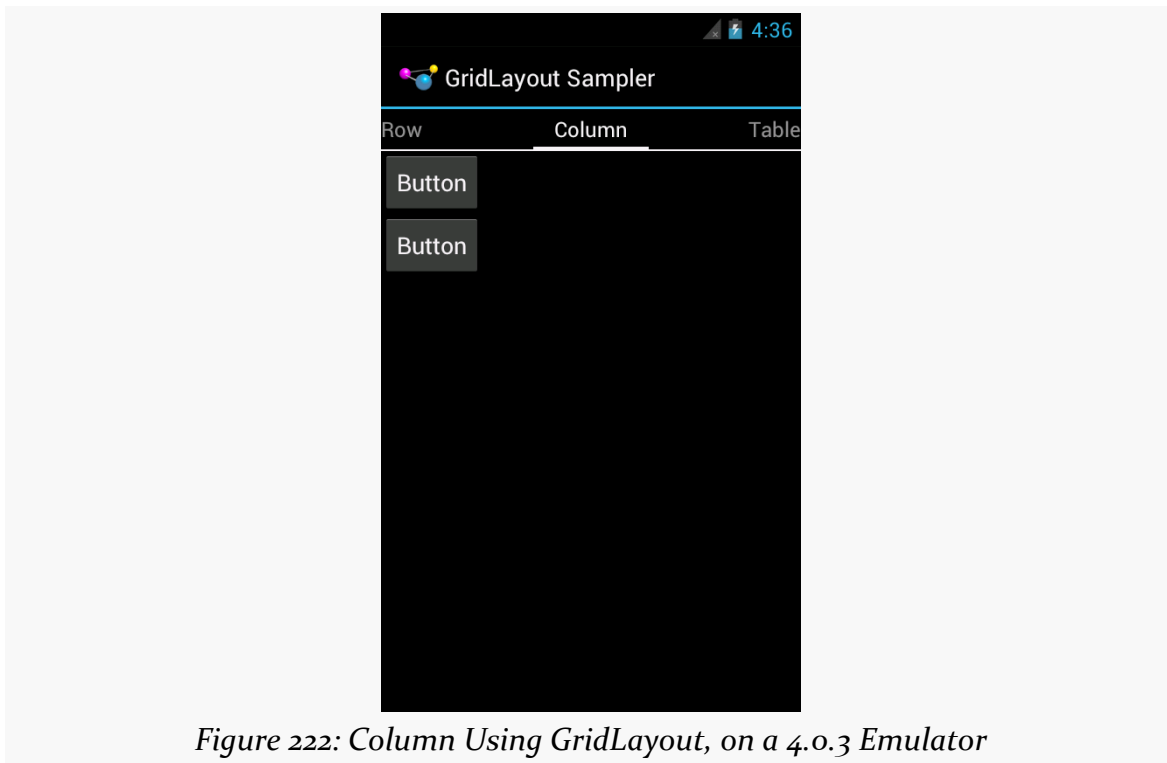 4:36
GridLayout Sampler
Row Column Table
Button
Button
Figure 222: Column Using GridLayout, on a 4.0.3 Emulator